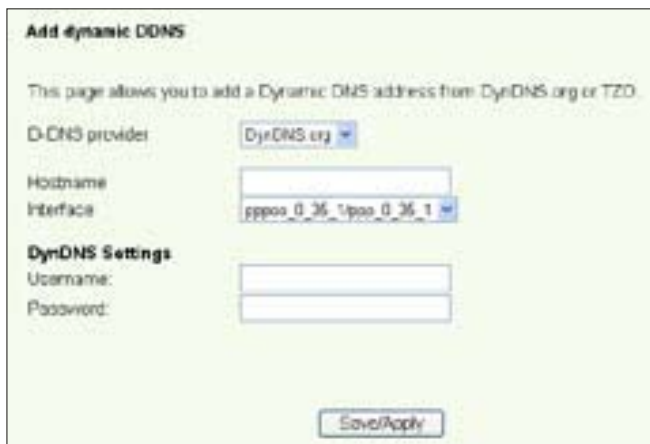 Add dynamic DDNS
This page allows you to add a Dynamic DNS address from DynDNS.org or TZO.
D-DNS provider
DynDNS.org
Hostname
Interface
pppoe_0_35_1/ppp_0_35_1
DynDNS Settings
Username:
Password:
Save/Apply